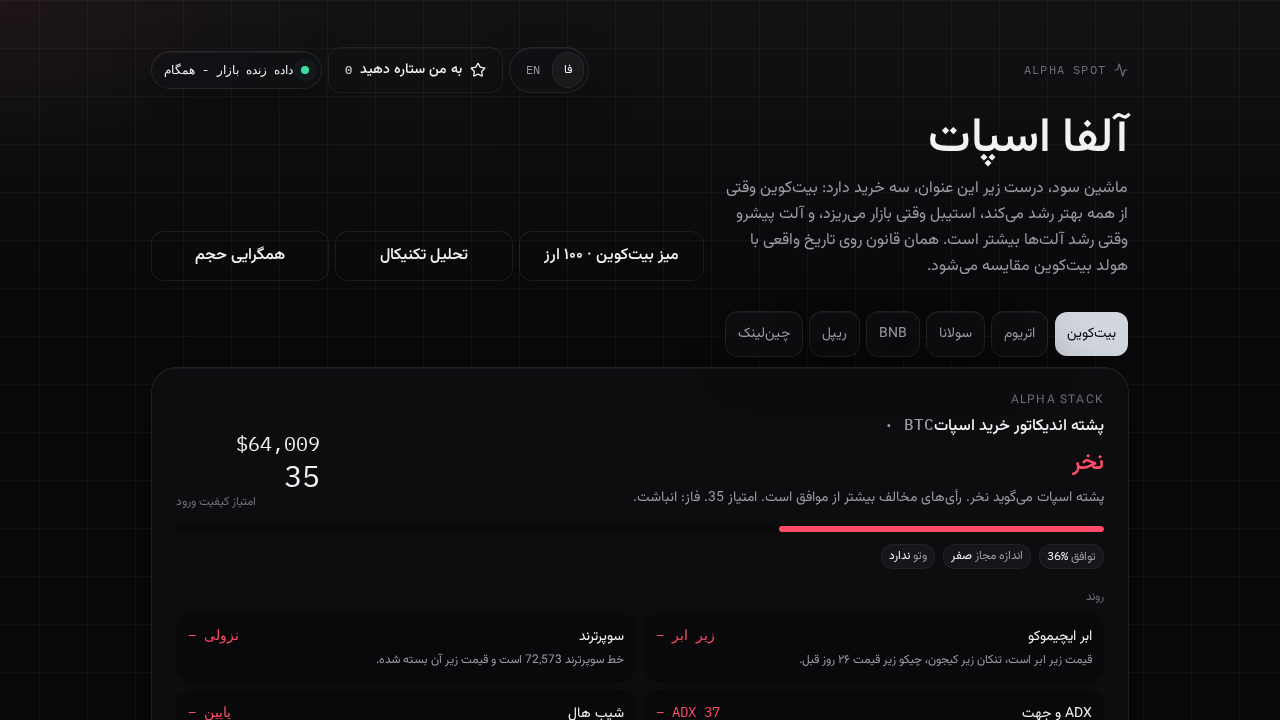 ALPHA SPOT
فا
EN
به من ستاره دهید 0
داده زنده بازار - همگام
آلفا اسپات
ماشین سود، درست زیر این عنوان، سه خرید دارد: بیت‌کوین وقتی
از همه بهتر رشد می‌کند، استیبل وقتی بازار می‌ریزد، و آلت پیشرو
وقتی رشد آلت‌ها بیشتر است. همان قانون روی تاریخ واقعی با
هولد بیت‌کوین مقایسه می‌شود.
میز بیت‌کوین · ۱۰۰ ارز
تحلیل تکنیکال
همگرایی حجم
بیت‌کوین
اتریوم
سولانا
BNB
ریپل
چین‌لینک
ALPHA STACK
پشته اندیکاتور خرید اسپات BTC ·
$64,009
نخر
35
پشته اسپات می‌گوید نخر. رأی‌های مخالف بیشتر از موافق است. امتیاز 35. فاز: انباشت.
امتیاز کیفیت ورود
توافق 36%
اندازه مجاز صفر
وتو ندارد
روند
ابر ایچیموکو
زیر ابر −
قیمت زیر ابر است، تنکان زیر کیجون، چیکو زیر قیمت ۲۶ روز قبل.
سوپرترند
نزولی −
خط سوپرترند 72,573 است و قیمت زیر آن بسته شده.
ADX و جهت
ADX 37 −
شیب هال
پایین −